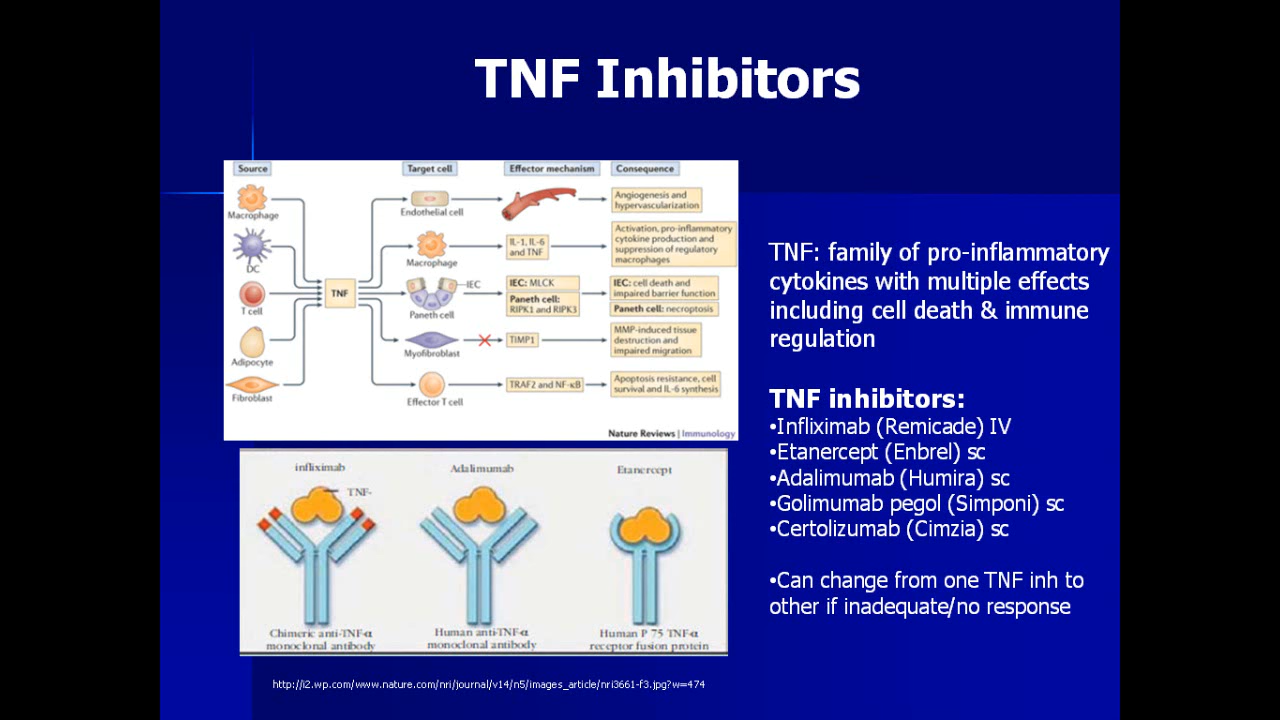 TNF Inhibitors
Source
Target cell
Effector mechanism
Consequence
Macrophage
DC
T cell
Adipocyte
Fibroblast
TNF
Endothelial cell
Macrophage
IEC
Paneth cell
Myofibroblast
Effector T cell
IL-1, IL-6
and TNF
IEC: MLCK
Paneth cell:
RIPK1 and RIPK3
TIMP1
TRAF2 and NF-κB
Angiogenesis and
hypervascularization
Activation, pro-inflammatory
cytokine production and
suppression of regulatory
macrophages
IEC: cell death and
impaired barrier function
Paneth cell: necroptosis
MMP-induced tissue
destruction and
impaired migration
Apoptosis resistance, cell
survival and IL-6 synthesis
Nature Reviews | Immunology
infliximab
TNF-
Chimeric anti-TNF-α
monoclonal antibody
Adalimumab
Human anti-TNF-α
monoclonal antibody
Etanercept
Human P 75 TNF-α
receptor fusion protein
TNF: family of pro-inflammatory
cytokines with multiple effects
including cell death & immune
regulation
TNF inhibitors:
•Infliximab (Remicade) IV
•Etanercept (Enbrel) sc
•Adalimumab (Humira) sc
•Golimumab pegol (Simponi) sc
•Certolizumab (Cimzia) sc
•Can change from one TNF inh to
other if inadequate/no response
http://i2.wp.com/www.nature.com/nri/journal/v14/n5/images_article/nri3661-f3.jpg?w=474